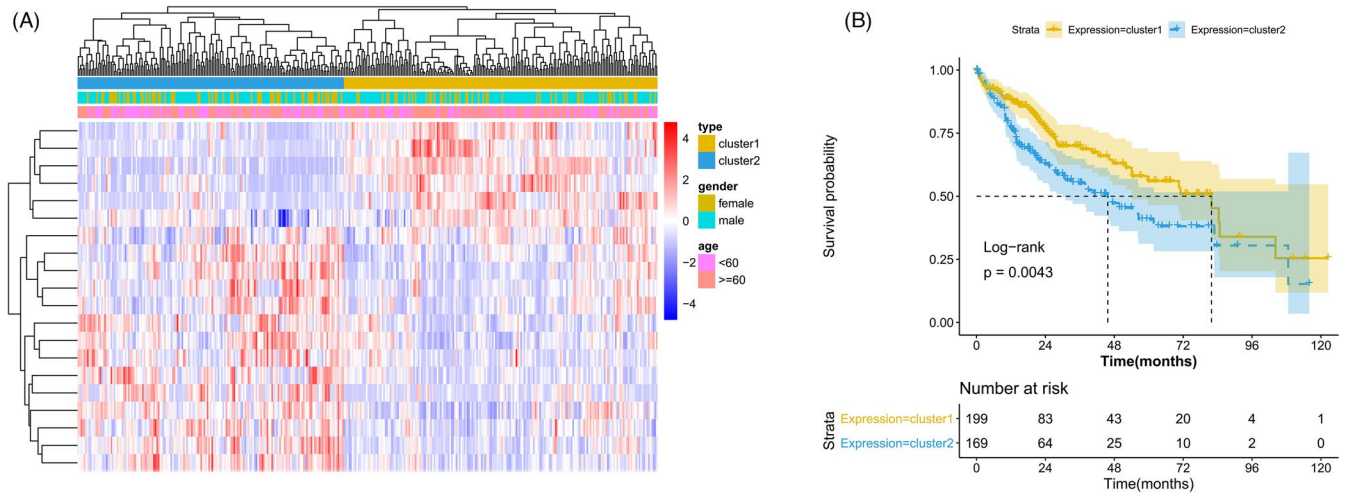 (A)
type
cluster1
cluster2
gender
female
male
age
<60
>=60
4
2
0
−2
−4
(B)
Strata Expression=cluster1 Expression=cluster2
Survival probability
1.00
0.75
0.50
0.25
0.00
Log−rank
p = 0.0043
0 24 48 72 96 120
Time(months)
Number at risk
Strata
Expression=cluster1 199 83 43 20 4 1
Expression=cluster2 169 64 25 10 2 0
0 24 48 72 96 120
Time(months)